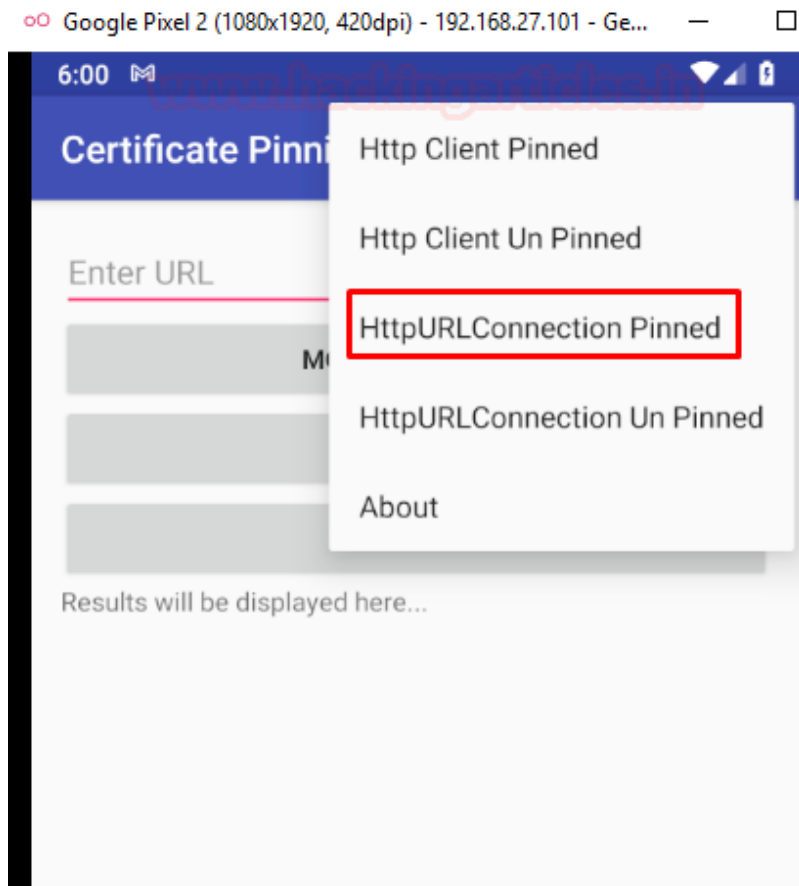 Google Pixel 2 (1080x1920, 420dpi) - 192.168.27.101 - Ge...
6:00
www.hackingarticles.in
Certificate Pinni
Http Client Pinned
Http Client Un Pinned
Enter URL
HttpURLConnection Pinned
M
HttpURLConnection Un Pinned
About
Results will be displayed here...